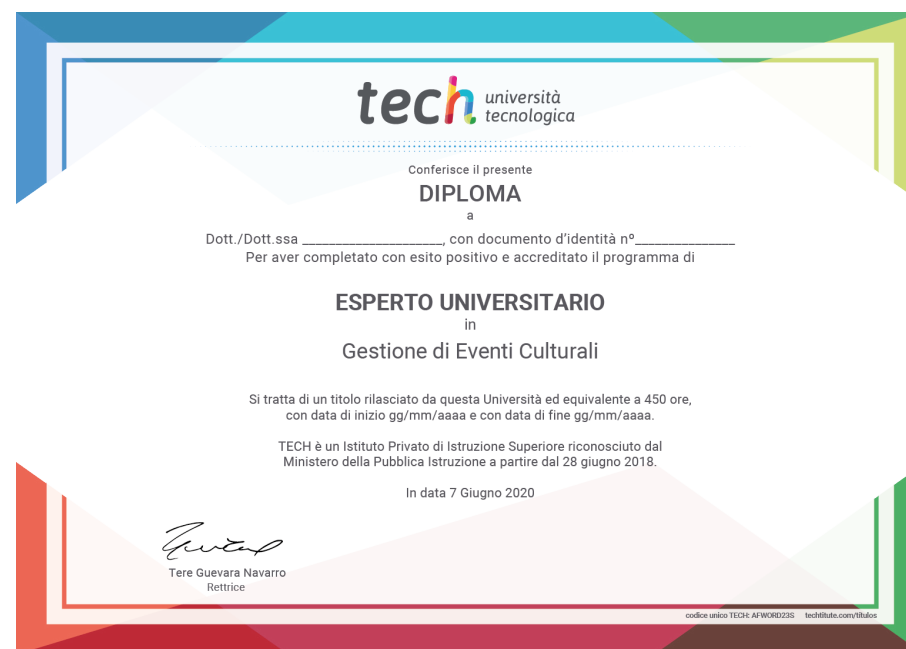 tech università
tecnologica
Conferisce il presente
DIPLOMA
a
Dott./Dott.ssa _____________________, con documento d'identità nº_______________
Per aver completato con esito positivo e accreditato il programma di
ESPERTO UNIVERSITARIO
in
Gestione di Eventi Culturali
Si tratta di un titolo rilasciato da questa Università ed equivalente a 450 ore,
con data di inizio gg/mm/aaaa e con data di fine gg/mm/aaaa.
TECH è un Istituto Privato di Istruzione Superiore riconosciuto dal
Ministero della Pubblica Istruzione a partire dal 28 giugno 2018.
In data 7 Giugno 2020
Tere Guevara Navarro
Rettrice
codice unico TECH: AFWORD23S techtitute.com/titulos